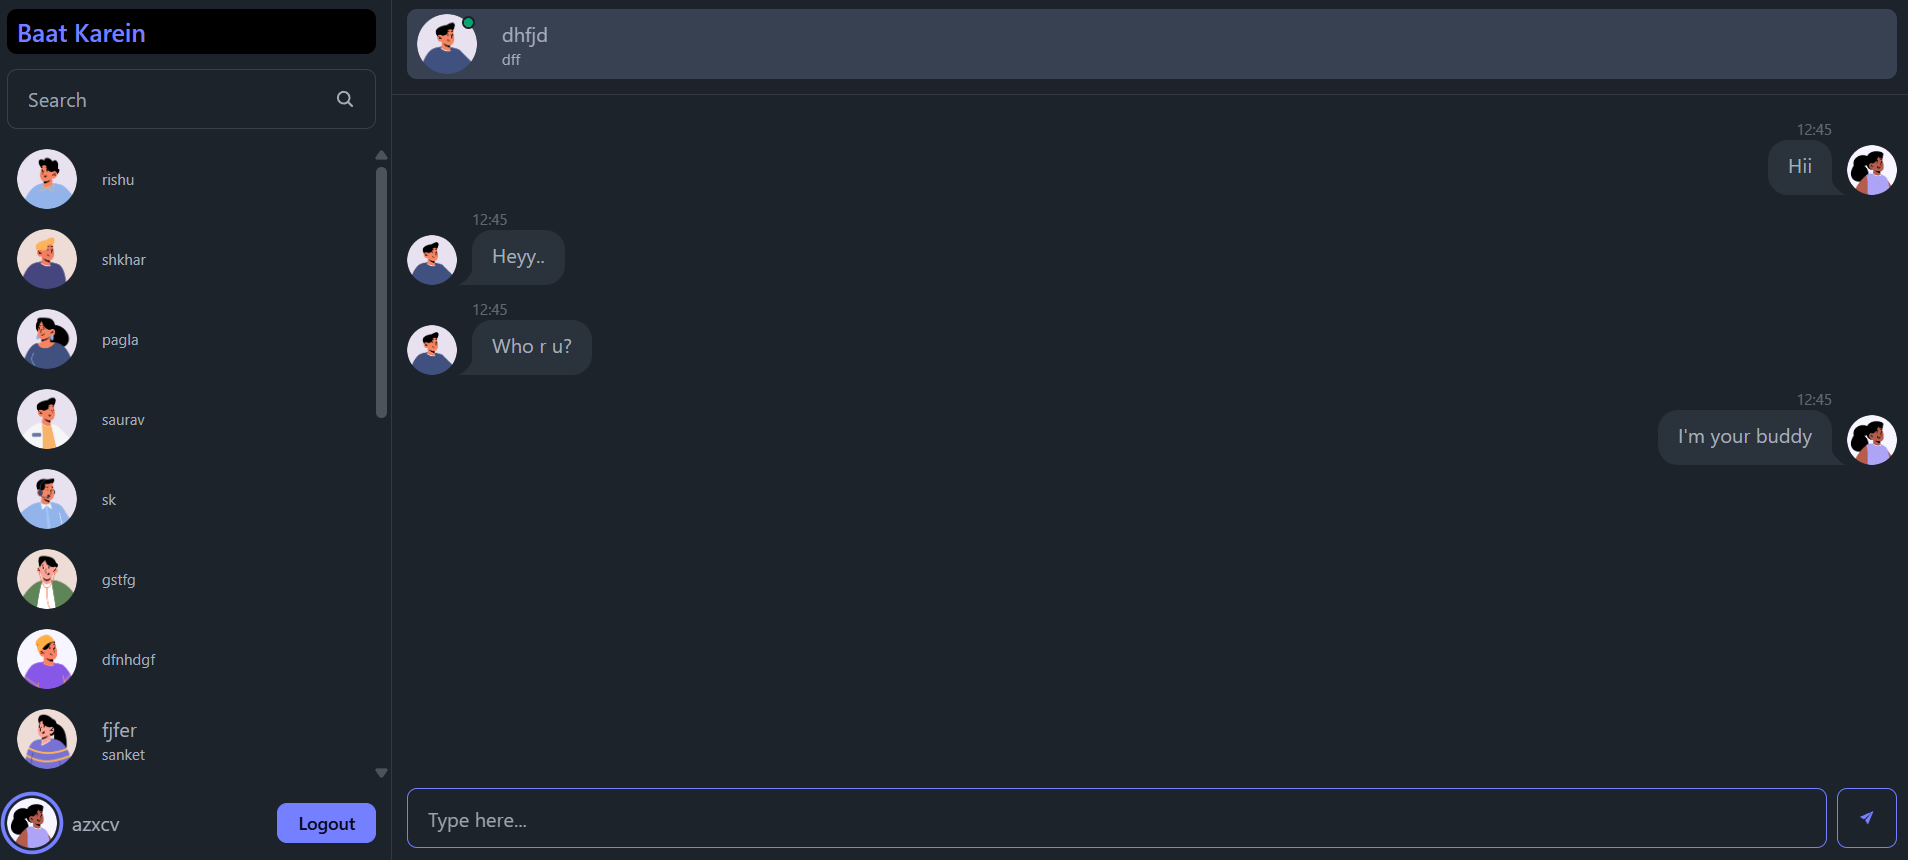 Baat Karein
Search
rishu
shkhar
pagla
saurav
sk
gstfg
dfnhdgf
fjfer
sanket
azxcv
Logout
dhfjd
dff
12:45
Hii
12:45
Heyy..
12:45
Who r u?
12:45
I'm your buddy
Type here...